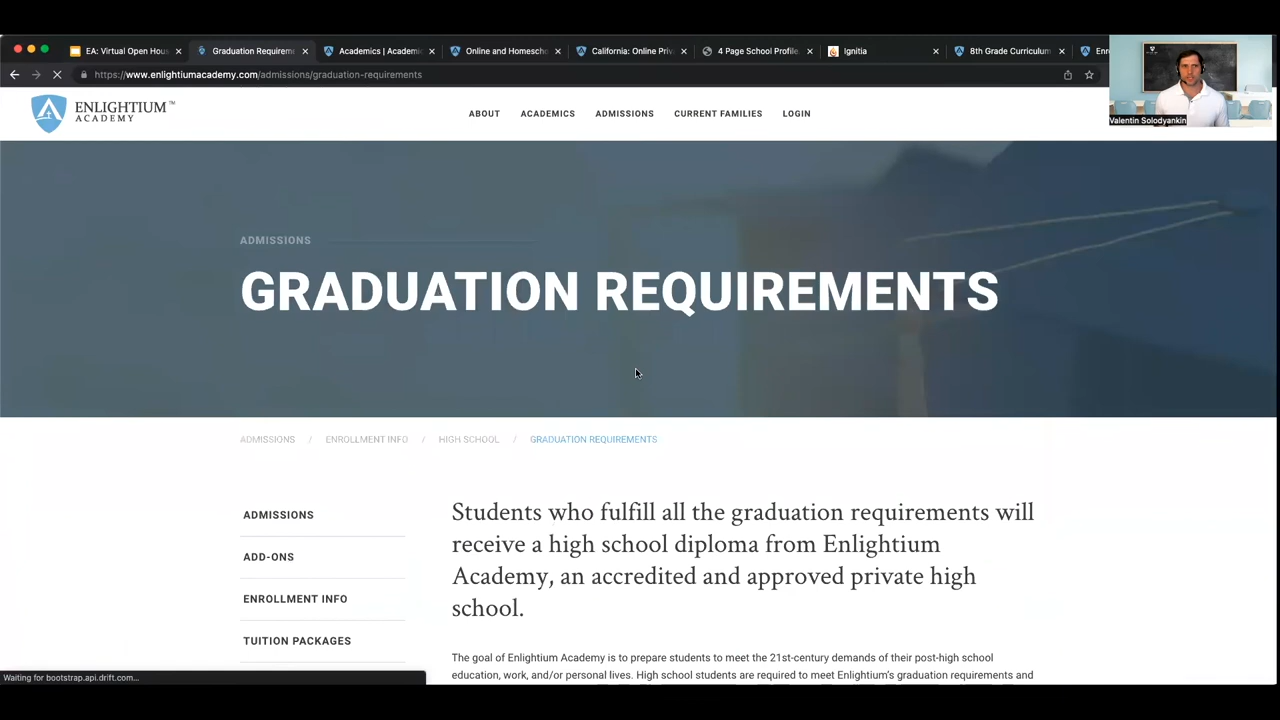 EA: Virtual Open Hou
Graduation Requirem
Academics | Academi
Online and Homescho
California: Online Priv
4 Page School Profile
Ignitia
8th Grade Curriculum
Enr
https://www.enlightiumacademy.com/admissions/graduation-requirements
ENLIGHTIUM™
ACADEMY
ABOUT
ACADEMICS
ADMISSIONS
CURRENT FAMILIES
LOGIN
Valentin Solodyankin
ADMISSIONS
GRADUATION REQUIREMENTS
ADMISSIONS / ENROLLMENT INFO / HIGH SCHOOL / GRADUATION REQUIREMENTS
ADMISSIONS
ADD-ONS
ENROLLMENT INFO
TUITION PACKAGES
Students who fulfill all the graduation requirements will
receive a high school diploma from Enlightium
Academy, an accredited and approved private high
school.
The goal of Enlightium Academy is to prepare students to meet the 21st-century demands of their post-high school
education, work, and/or personal lives. High school students are required to meet Enlightium's graduation requirements and
Waiting for bootstrap.api.drift.com...